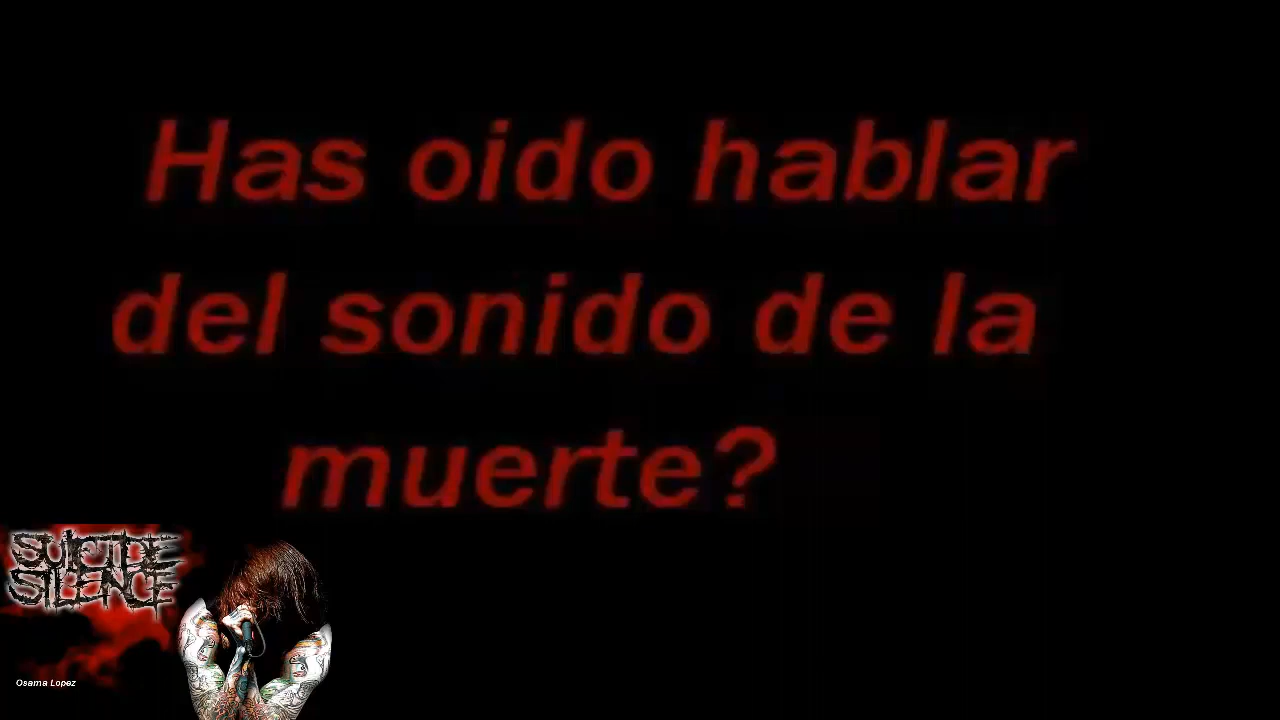 Has oido hablar
del sonido de la
muerte?
SUICIDE
SILENCE
Osama Lopez